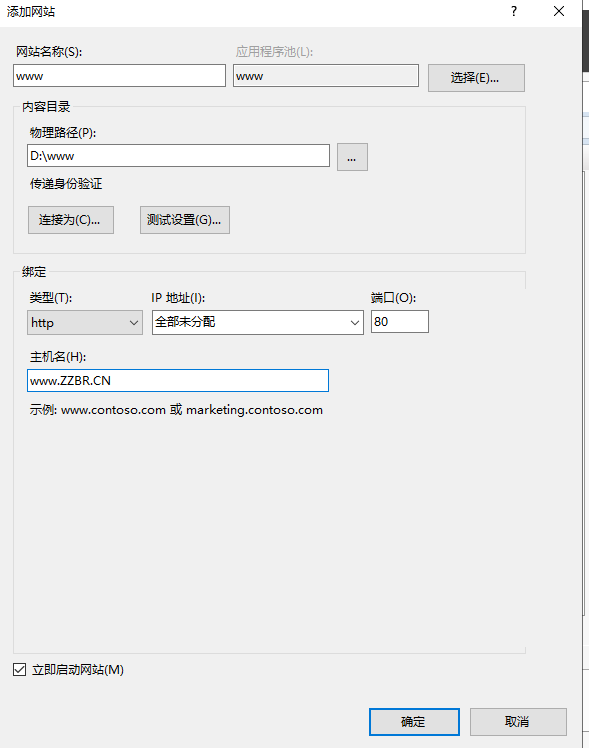 添加网站
?
网站名称(S):
应用程序池(L):
www
www
选择(E)...
内容目录
物理路径(P):
D:\www
...
传递身份验证
连接为(C)...
测试设置(G)...
绑定
类型(T):
IP 地址(I):
端口(O):
http
全部未分配
80
主机名(H):
www.ZZBR.CN
示例: www.contoso.com 或 marketing.contoso.com
立即启动网站(M)
确定
取消